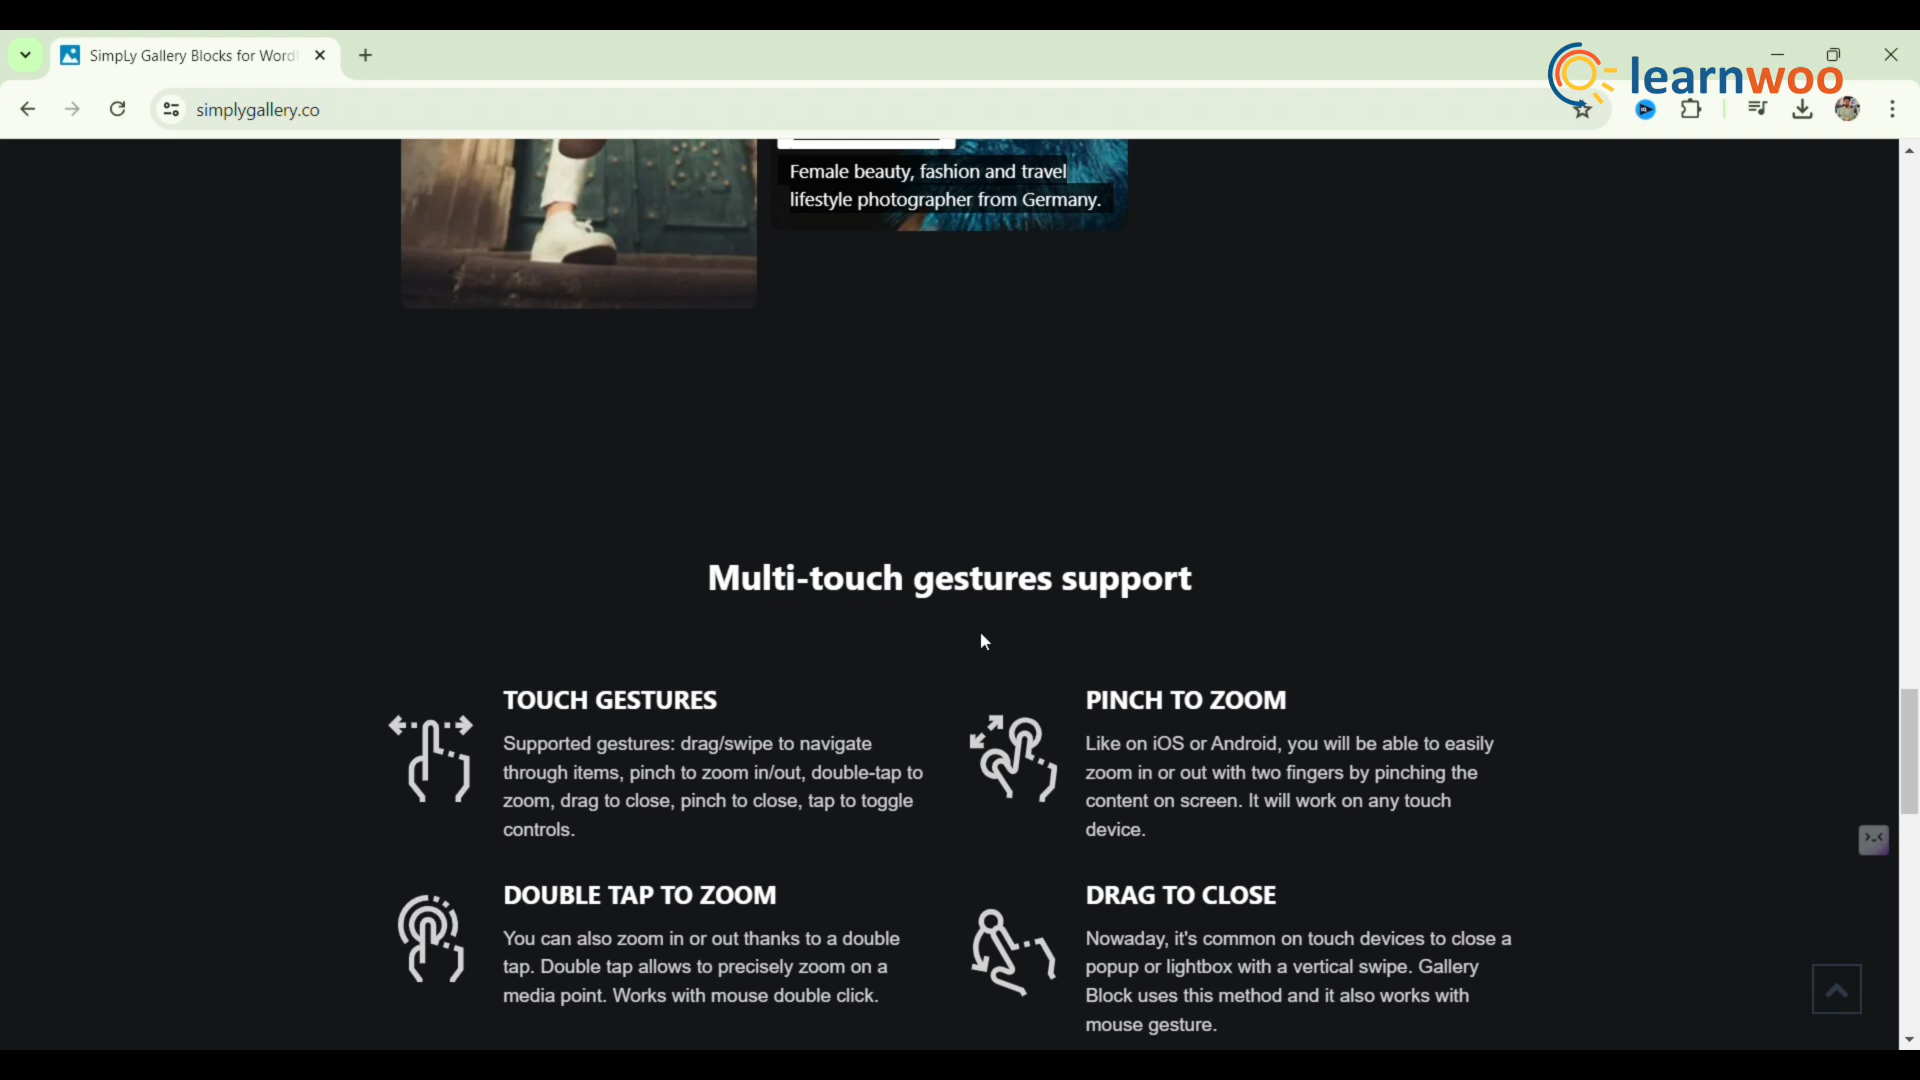 SimpLy Gallery Blocks for Word
learnwoo
simplygallery.co
Female beauty, fashion and travel
lifestyle photographer from Germany.
Multi-touch gestures support
TOUCH GESTURES
Supported gestures: drag/swipe to navigate
through items, pinch to zoom in/out, double-tap to
zoom, drag to close, pinch to close, tap to toggle
controls.
PINCH TO ZOOM
Like on iOS or Android, you will be able to easily
zoom in or out with two fingers by pinching the
content on screen. It will work on any touch
device.
DOUBLE TAP TO ZOOM
You can also zoom in or out thanks to a double
tap. Double tap allows to precisely zoom on a
media point. Works with mouse double click.
DRAG TO CLOSE
Nowaday, it's common on touch devices to close a
popup or lightbox with a vertical swipe. Gallery
Block uses this method and it also works with
mouse gesture.